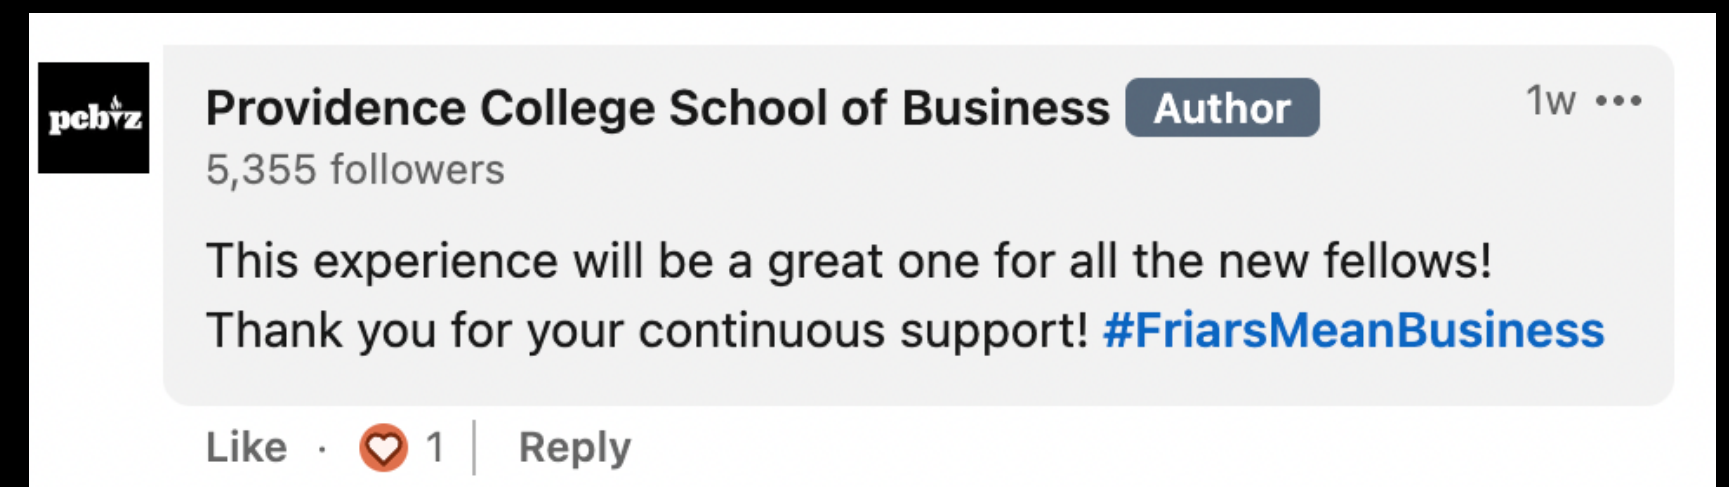 pcbiz
Providence College School of Business Author
1w
5,355 followers
This experience will be a great one for all the new fellows!
Thank you for your continuous support! #FriarsMeanBusiness
Like · 1 Reply